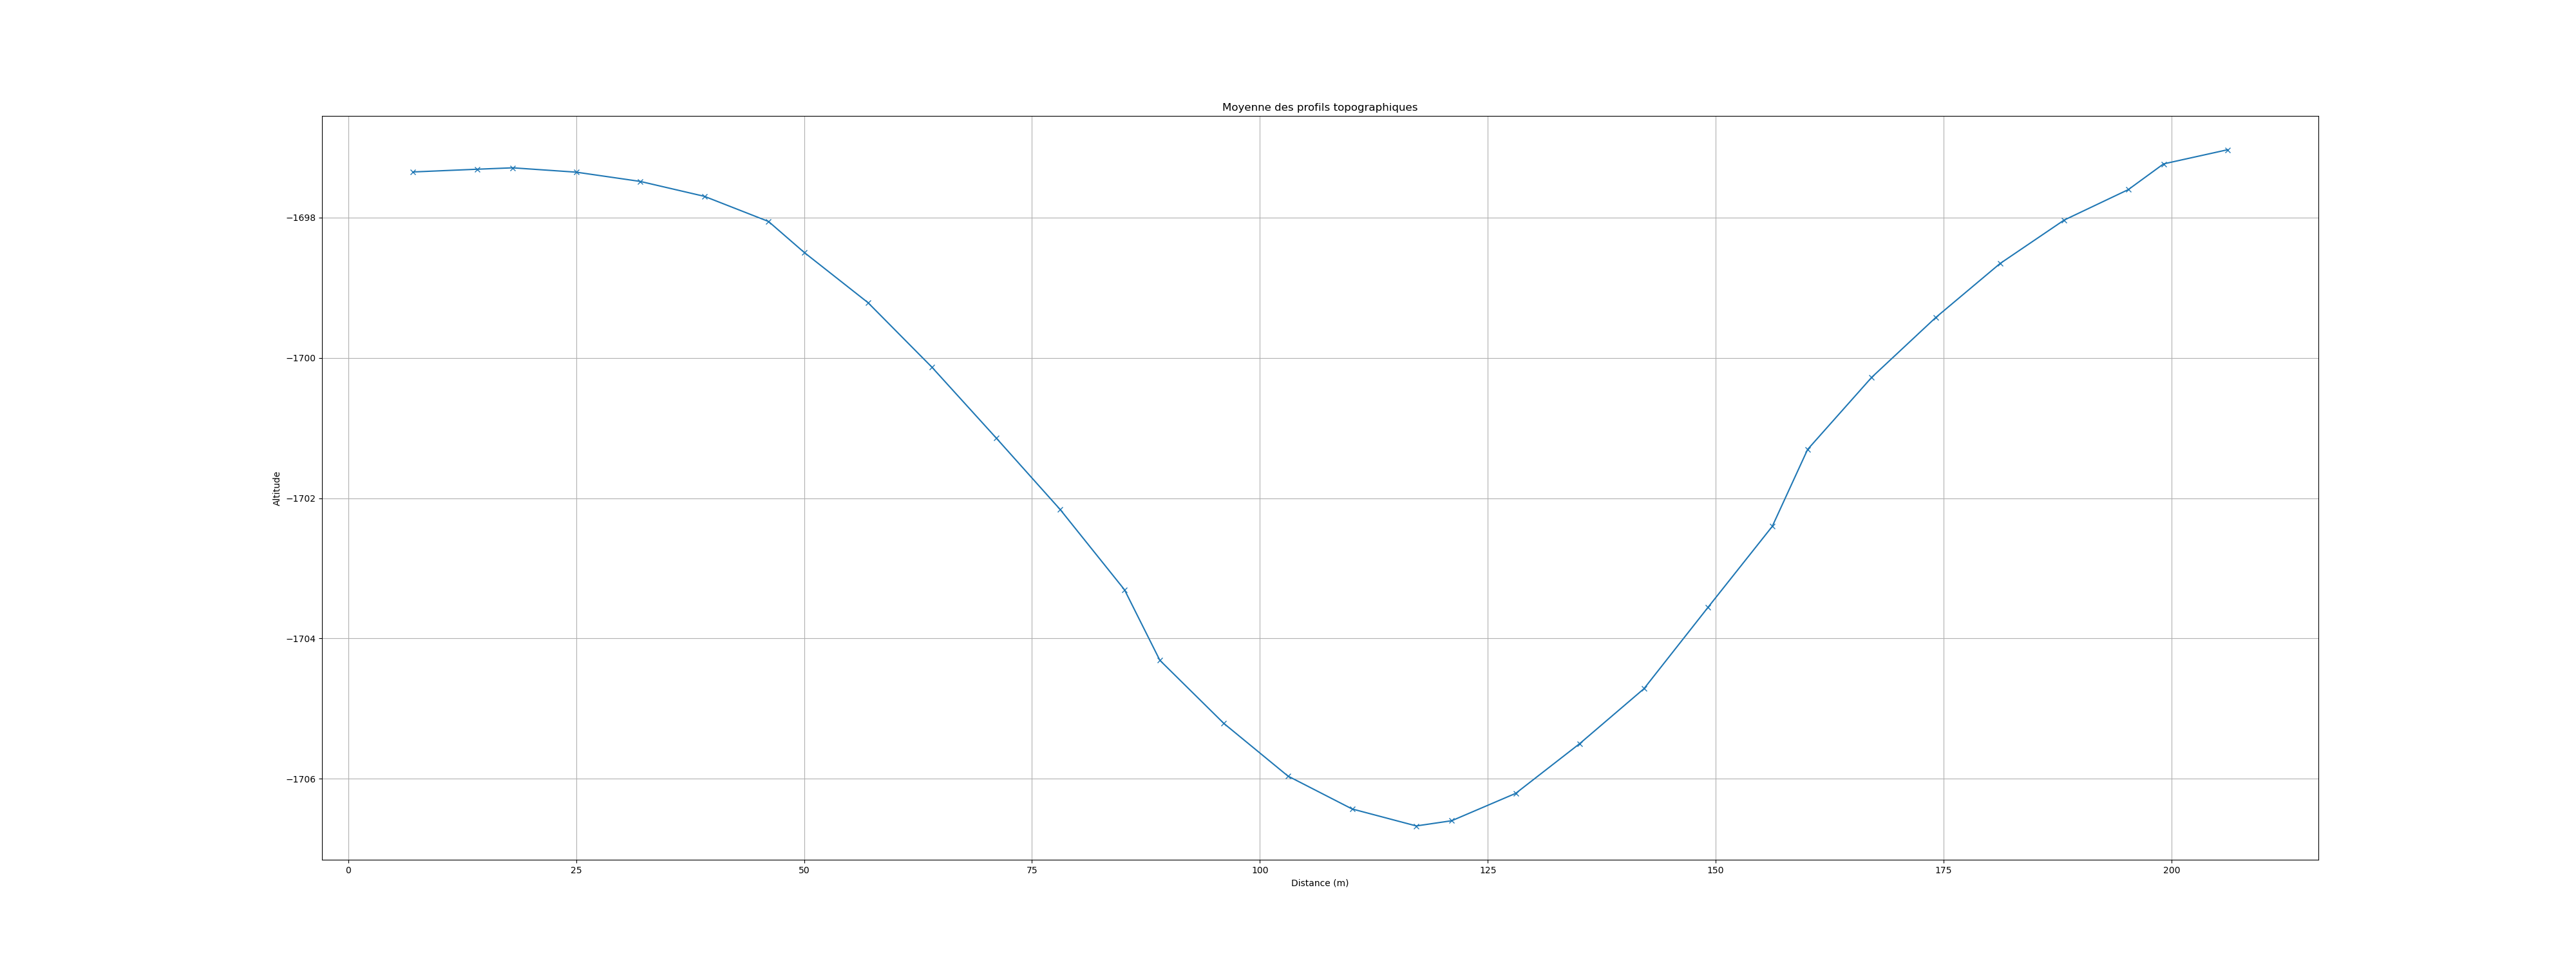 Moyenne des profils topographiques
Altitude
−1698
−1700
−1702
−1704
−1706
0 25 50 75 100 125 150 175 200
Distance (m)